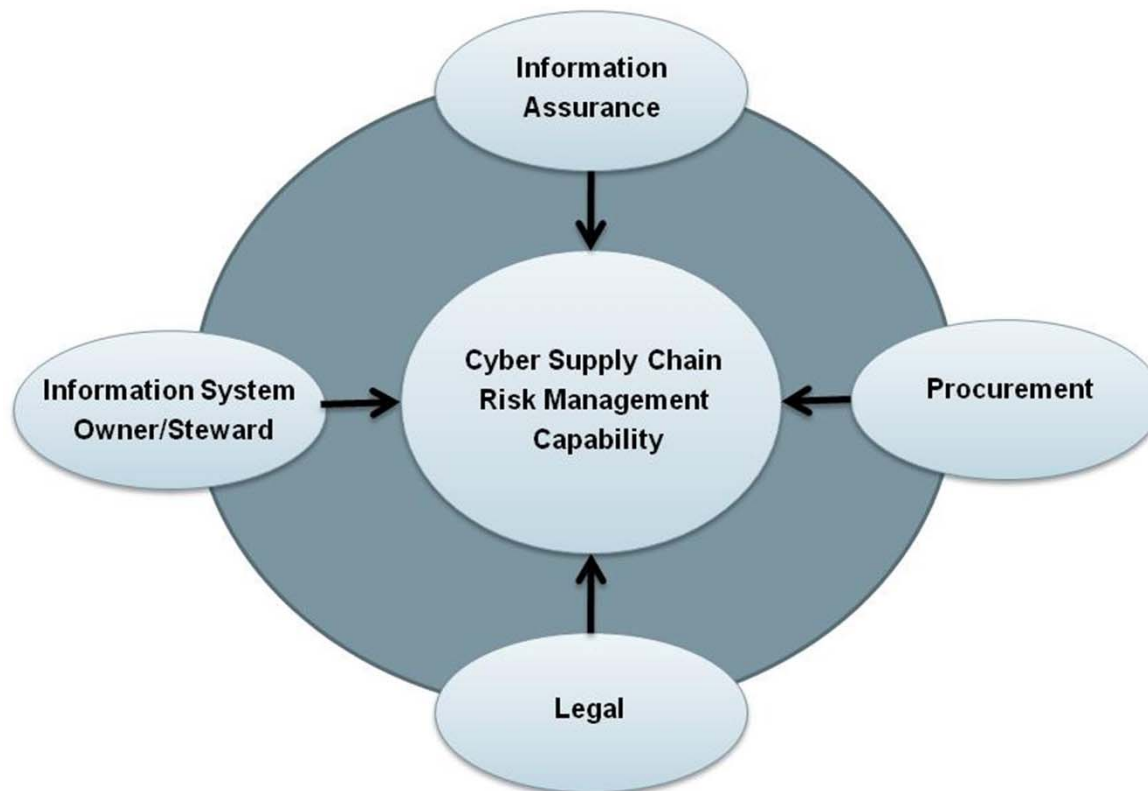 Information
Assurance
Information System
Owner/Steward
Cyber Supply Chain
Risk Management
Capability
Procurement
Legal